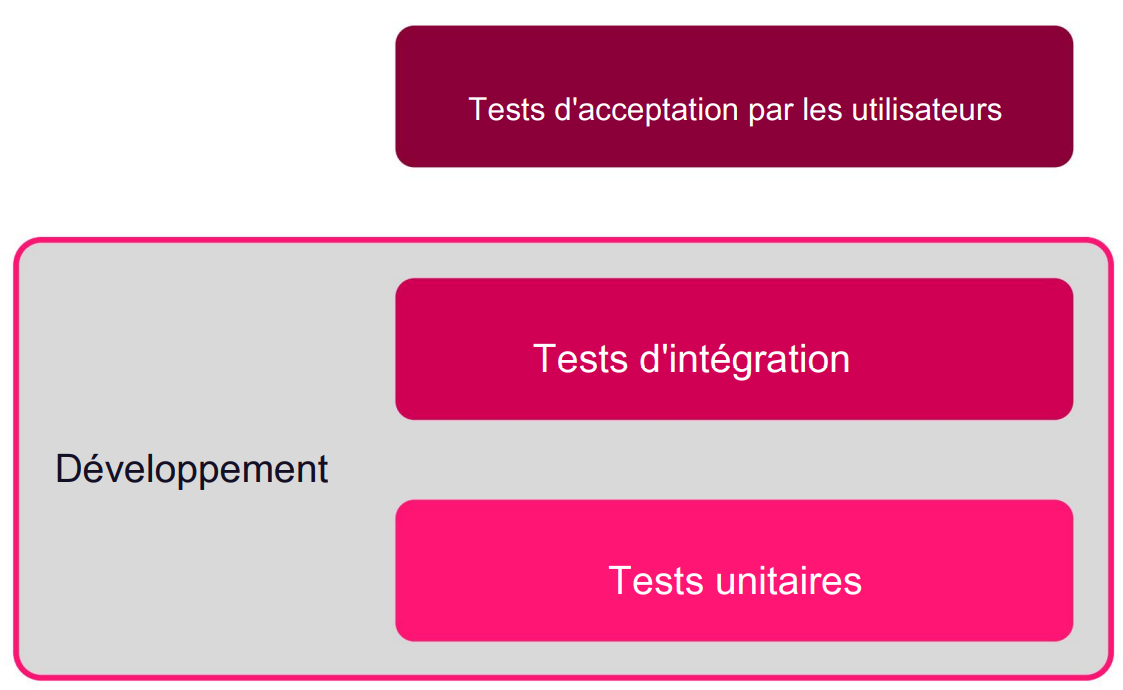 Tests d'acceptation par les utilisateurs
Tests d'intégration
Développement
Tests unitaires